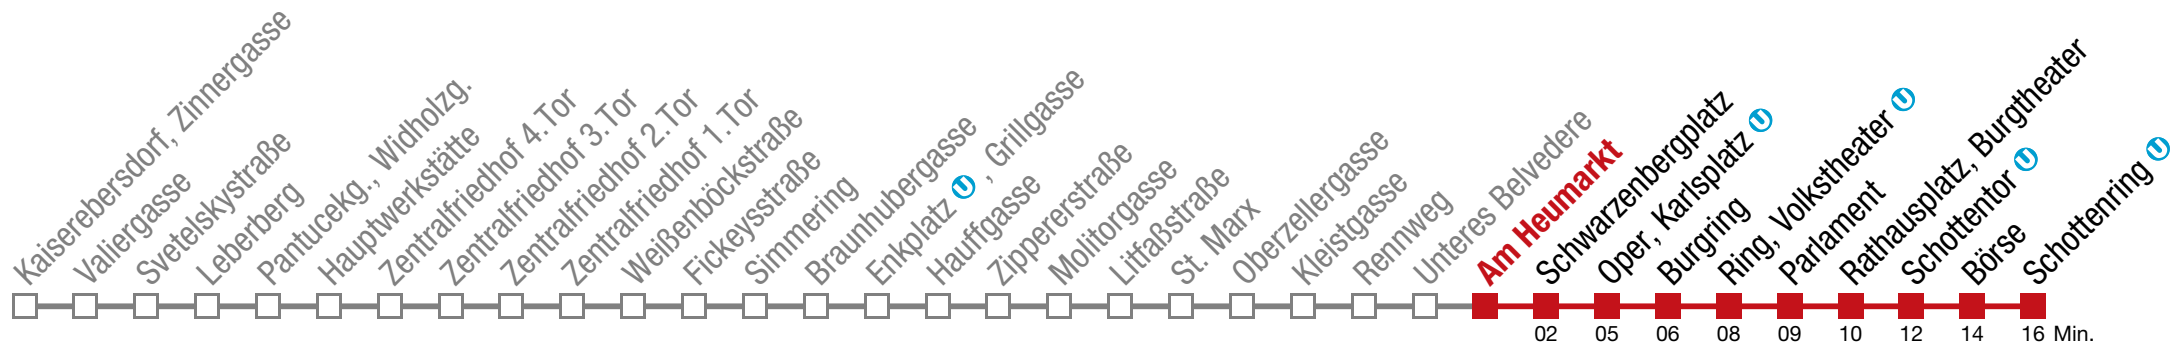 Kaiserebersdorf, Zinnergasse
Valiergasse
Svetelskystraße
Leberberg
Pantucekg., Widholzg.
Hauptwerkstätte
Zentralfriedhof 4.Tor
Zentralfriedhof 3.Tor
Zentralfriedhof 2.Tor
Zentralfriedhof 1.Tor
Weißenböckstraße
Fickeysstraße
Simmering
Braunhubergasse
Enkplatz U , Grillgasse
Hauffgasse
Zippererstraße
Molitorgasse
Litfaßstraße
St. Marx
Oberzellergasse
Kleistgasse
Rennweg
Unteres Belvedere
Am Heumarkt
Schwarzenbergplatz
Oper, Karlsplatz U
Burgring
Ring, Volkstheater U
Parlament
Rathausplatz, Burgtheater
Schottentor U
Börse
Schottenring U
02 05 06 08 09 10 12 14 16 Min.